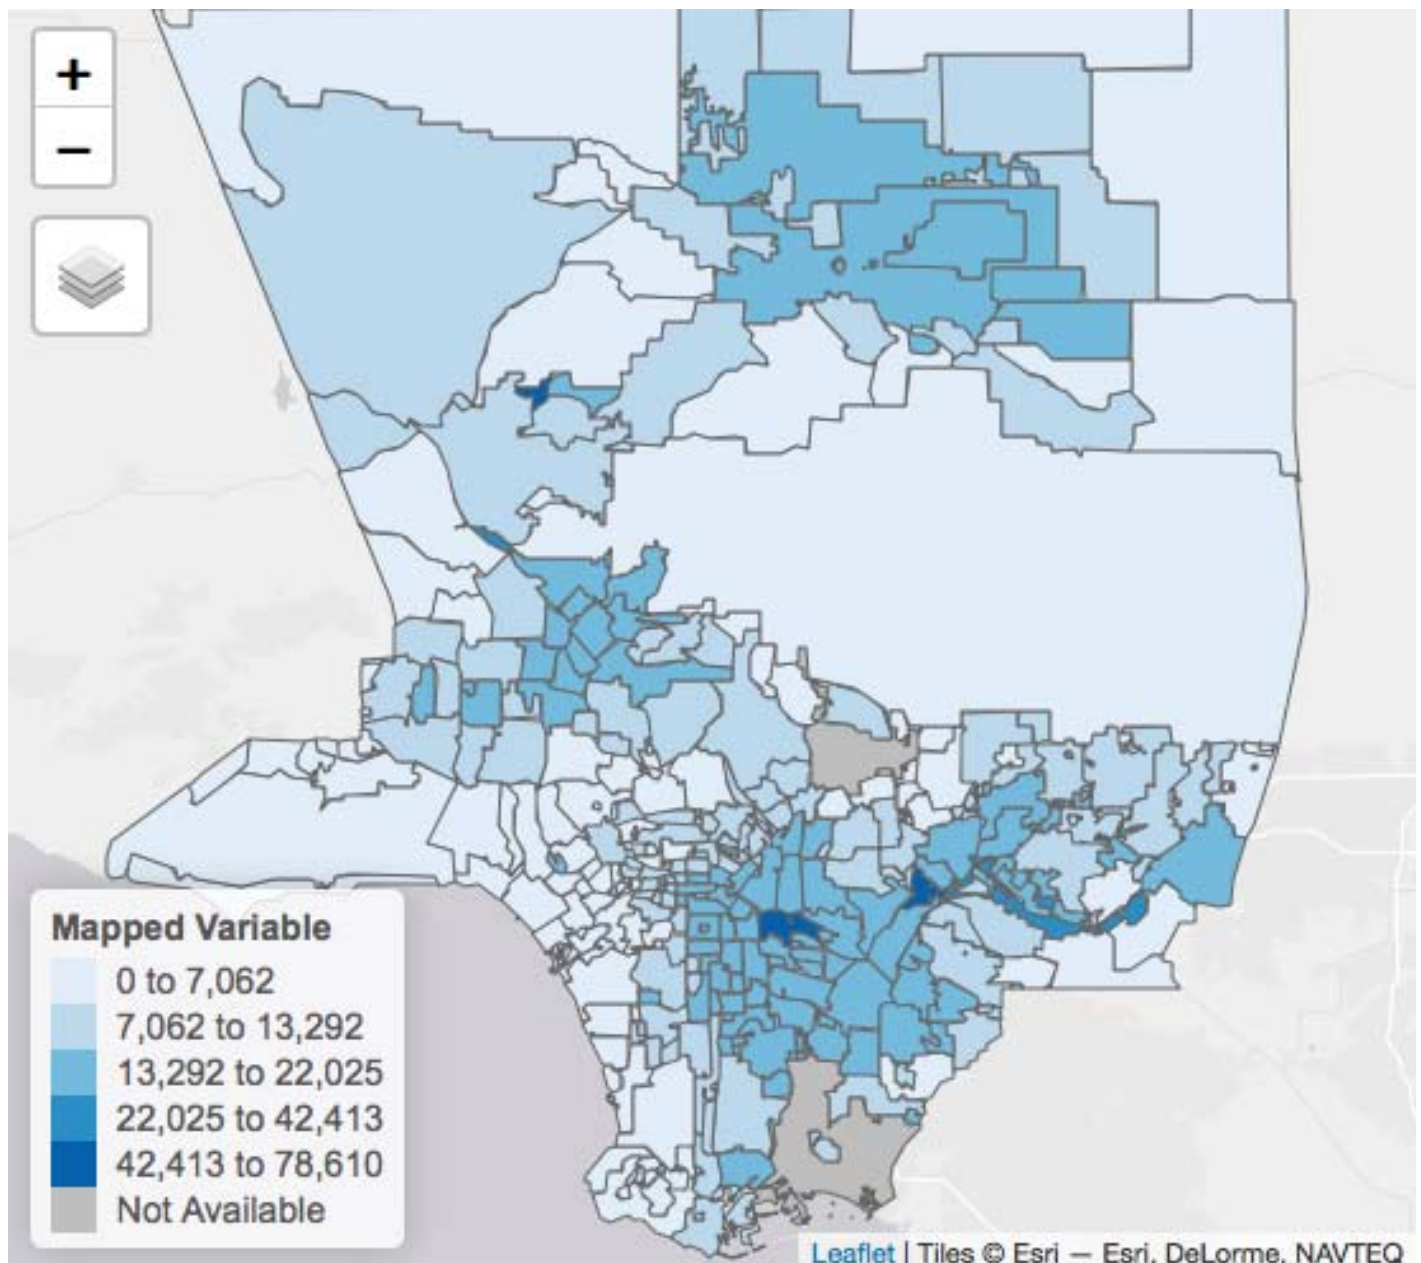 +
−
Mapped Variable
0 to 7,062
7,062 to 13,292
13,292 to 22,025
22,025 to 42,413
42,413 to 78,610
Not Available
Leaflet | Tiles © Esri — Esri, DeLorme, NAVTEQ